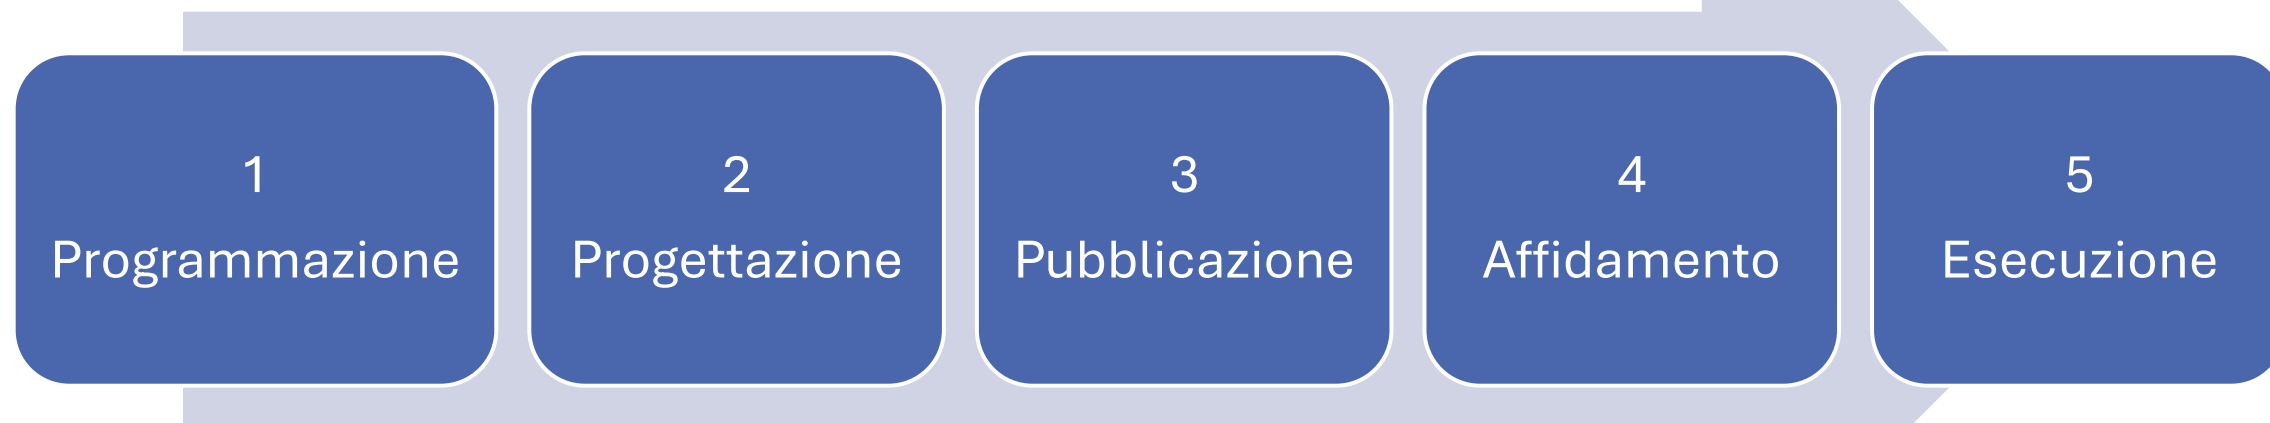 1
Programmazione
2
Progettazione
3
Pubblicazione
4
Affidamento
5
Esecuzione